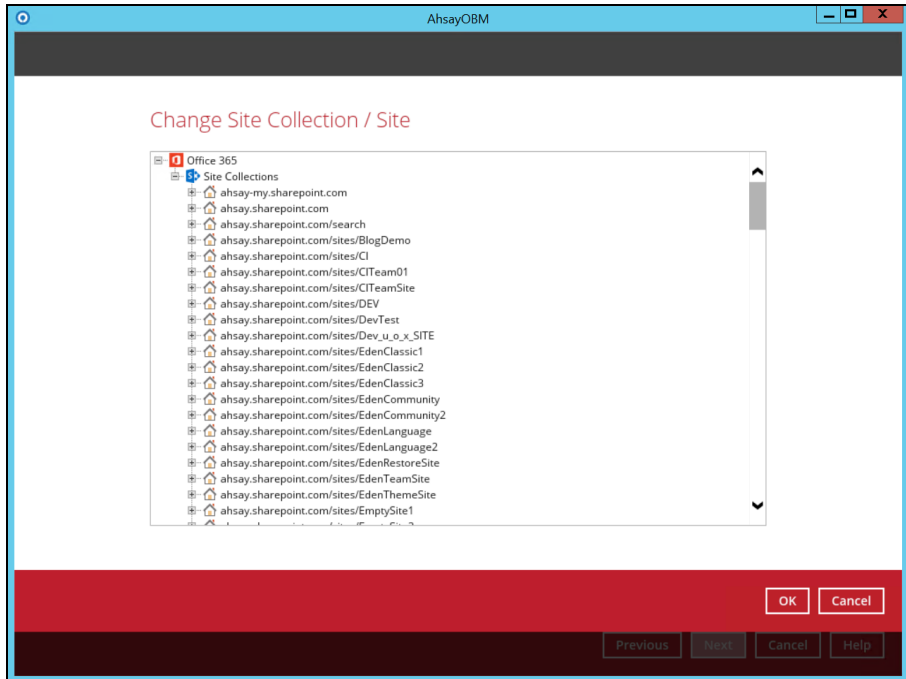 AhsayOBM
Change Site Collection / Site
Office 365
Site Collections
ahsay-my.sharepoint.com
ahsay.sharepoint.com
ahsay.sharepoint.com/search
ahsay.sharepoint.com/sites/BlogDemo
ahsay.sharepoint.com/sites/CI
ahsay.sharepoint.com/sites/CITeam01
ahsay.sharepoint.com/sites/CITeamSite
ahsay.sharepoint.com/sites/DEV
ahsay.sharepoint.com/sites/DevTest
ahsay.sharepoint.com/sites/Dev_u_o_x_SITE
ahsay.sharepoint.com/sites/EdenClassic1
ahsay.sharepoint.com/sites/EdenClassic2
ahsay.sharepoint.com/sites/EdenClassic3
ahsay.sharepoint.com/sites/EdenCommunity
ahsay.sharepoint.com/sites/EdenCommunity2
ahsay.sharepoint.com/sites/EdenLanguage
ahsay.sharepoint.com/sites/EdenLanguage2
ahsay.sharepoint.com/sites/EdenRestoreSite
ahsay.sharepoint.com/sites/EdenTeamSite
ahsay.sharepoint.com/sites/EdenThemeSite
ahsay.sharepoint.com/sites/EmptySite1
OK Cancel
Previous Next Cancel Help